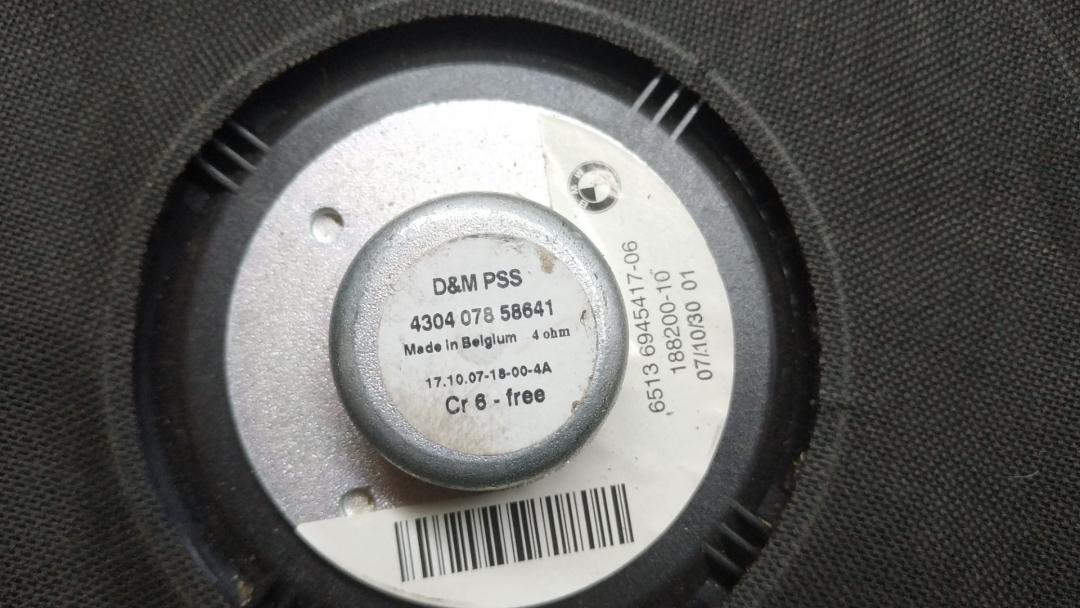 D&M PSS
4304 078 58641
Made in Belgium 4 ohm
17.10.07-18-00-4A
Cr 6 - free
BMW
6513 6945417-06
188200-10
07/10/30 01